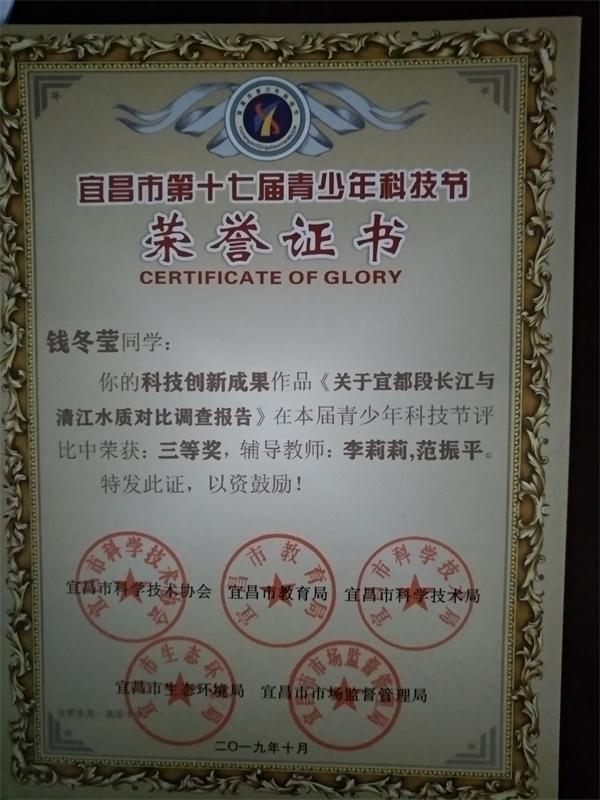 宜昌市第十七届青少年科技节
荣誉证书
CERTIFICATE OF GLORY
钱冬莹同学：
你的科技创新成果作品《关于宜都段长江与
清江水质对比调查报告》在本届青少年科技节评
比中荣获：三等奖，辅导教师：李莉莉,范振平。
特发此证，以资鼓励！
宜昌市科学技术协会 宜昌市教育局 宜昌市科学技术局
宜昌市生态环境局 宜昌市市场监督管理局
二〇一九年十月